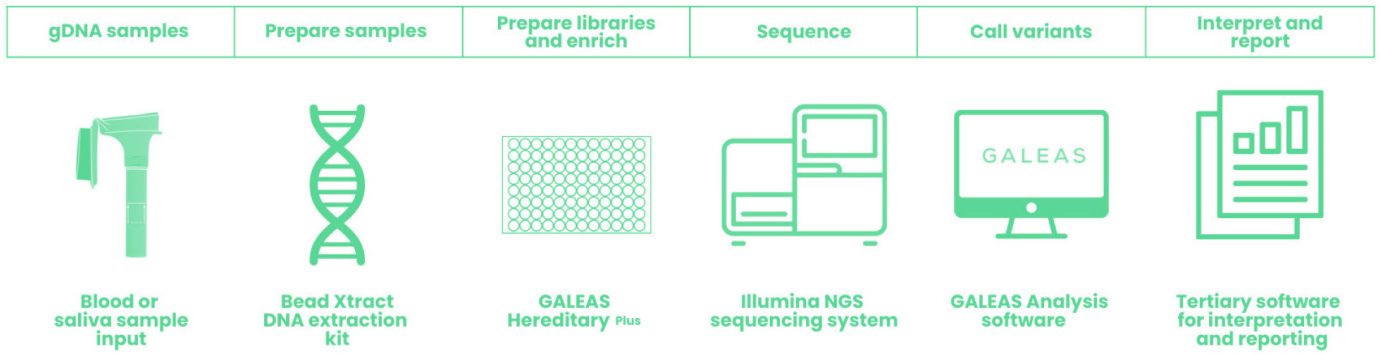 gDNA samples
Prepare samples
Prepare libraries
and enrich
Sequence
Call variants
Interpret and
report
GALEAS
Blood or
saliva sample
input
Bead Xtract
DNA extraction
kit
GALEAS
Hereditary Plus
Illumina NGS
sequencing system
GALEAS Analysis
software
Tertiary software
for interpretation
and reporting